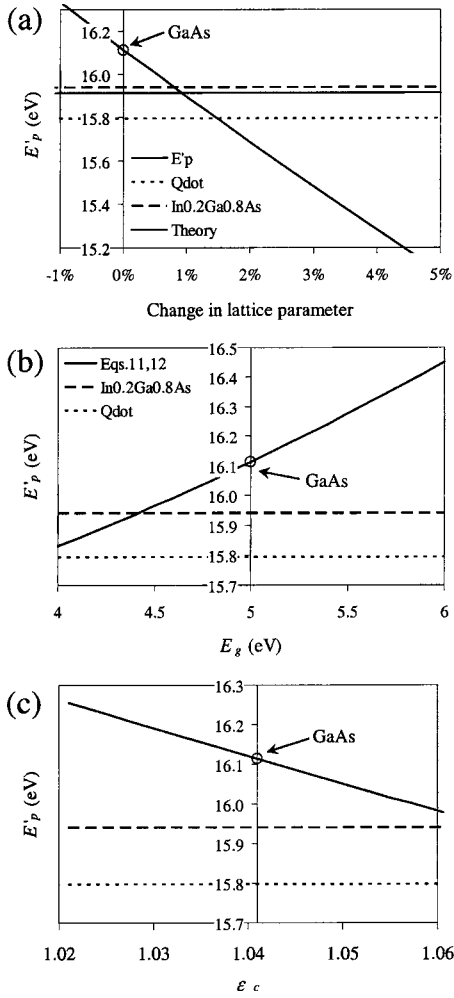 (a)
GaAs
16.2
16.0
15.8
15.6
15.4
15.2
E'p (eV)
E'p
Qdot
In0.2Ga0.8As
Theory
-1% 0% 1% 2% 3% 4% 5%
Change in lattice parameter
(b)
Eqs.11,12
In0.2Ga0.8As
Qdot
16.5
16.4
16.3
16.2
16.1
16.0
15.9
15.8
15.7
GaAs
E'p (eV)
4 4.5 5 5.5 6
Eg (eV)
(c)
16.3
16.2
16.1
16.0
15.9
15.8
15.7
GaAs
E'p (eV)
1.02 1.03 1.04 1.05 1.06
ε c